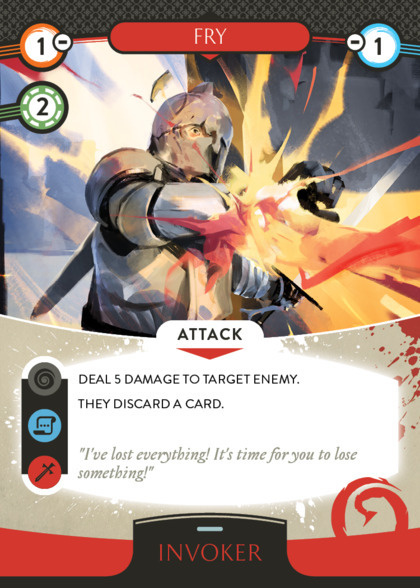 1 -
FRY
- 1
2
ATTACK
DEAL 5 DAMAGE TO TARGET ENEMY.
THEY DISCARD A CARD.
"I've lost everything! It's time for you to lose
something!"
INVOKER